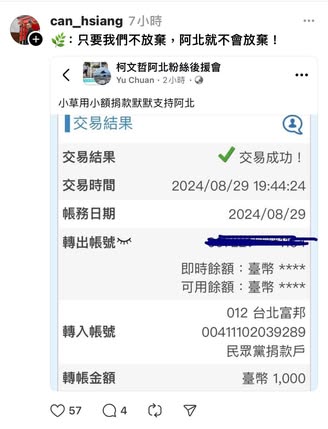 can_hsiang 7小時
🌿：只要我們不放棄，阿北就不會放棄！
柯文哲阿北粉絲後援會
Yu Chuan · 2小時 ·
小草用小額捐款默默支持阿北
交易結果
交易結果 交易成功！
交易時間 2024/08/29 19:44:24
帳務日期 2024/08/29
轉出帳號
即時餘額：臺幣 ****
可用餘額：臺幣 ****
012 台北富邦
轉入帳號 00411102039289
民眾黨捐款戶
轉帳金額 臺幣 1,000
57 4